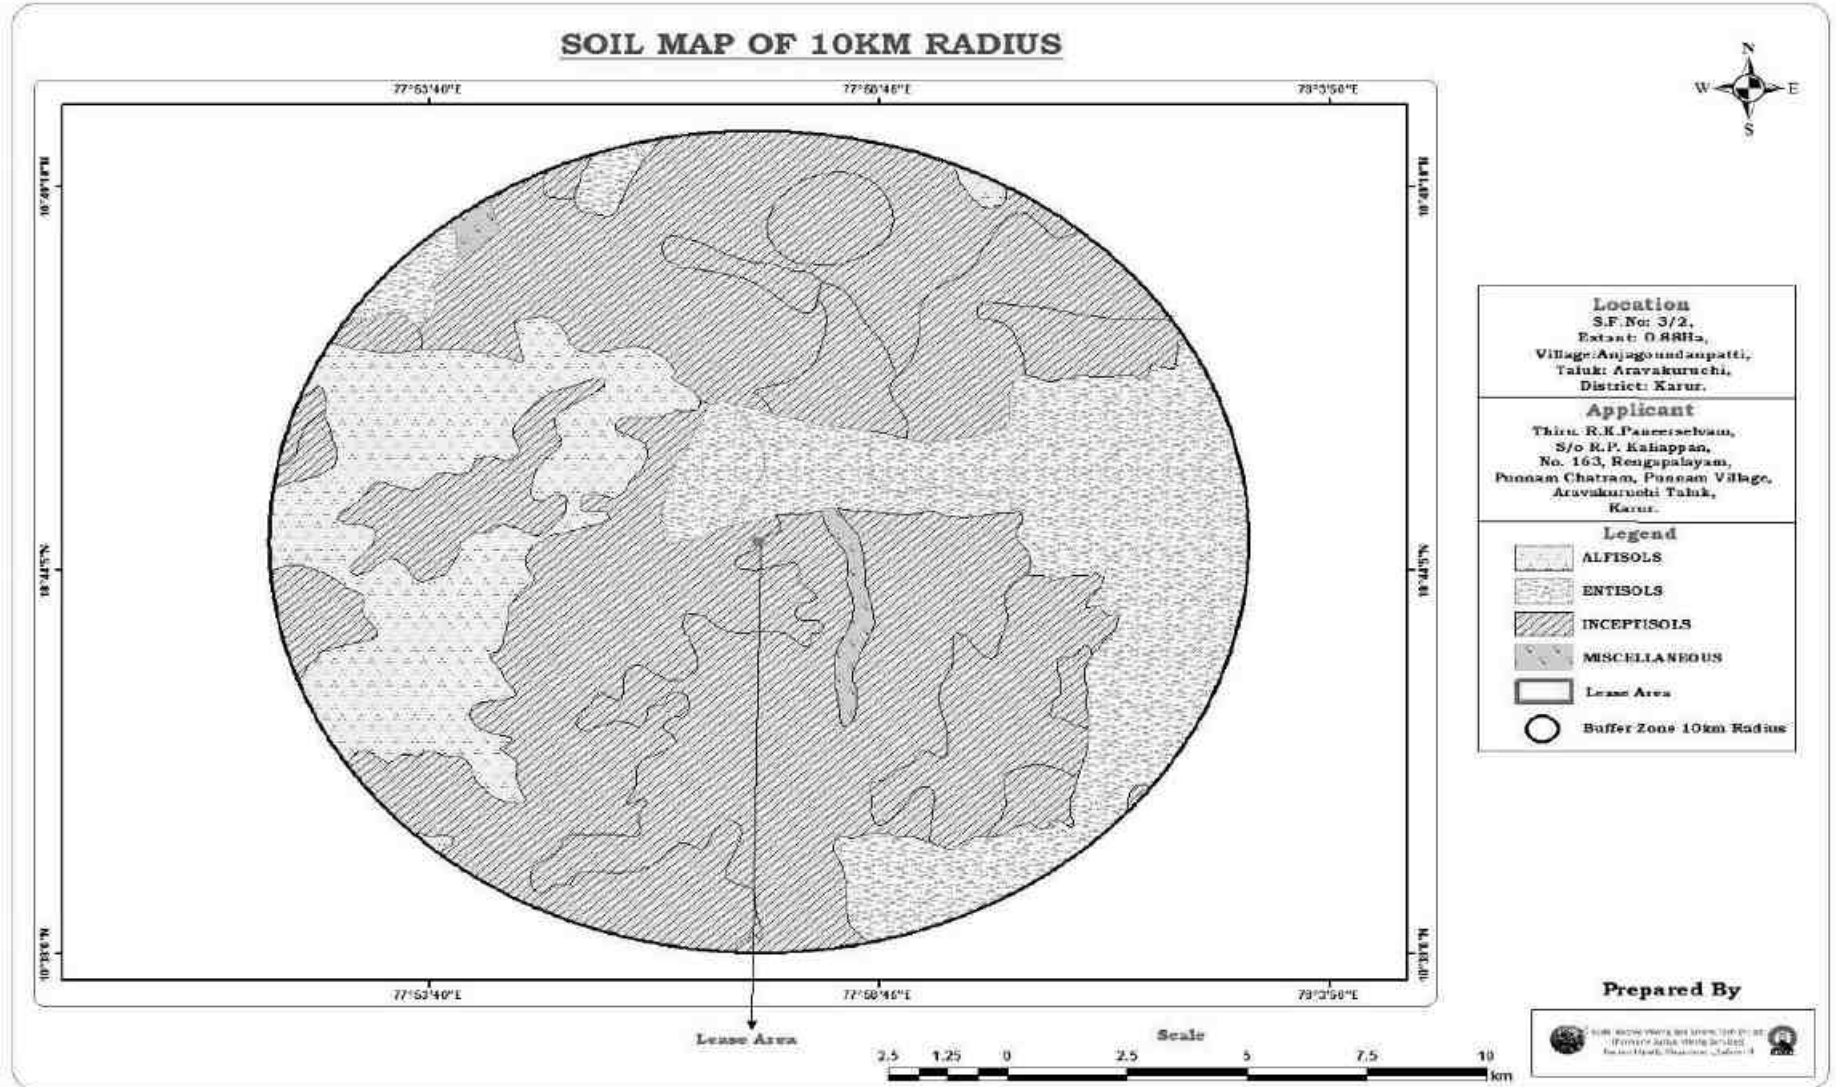 SOIL MAP OF 10KM RADIUS
N
W E
S
77°53'40"E 77°58'46"E
77°53'40"E 77°58'46"E
Location
S.F.No: 3/2,
Extant: 0.88Ha,
Village:Anjagoundanpatti,
Taluk: Aravakuruchi,
District: Karur.
Applicant
Thiru. R.K.Paneerselvam,
S/o R.P. Kaliappan,
No. 163, Rengapalayam,
Punnam Chatram, Punnam Village,
Aravakuruchi Taluk,
Karur.
Legend
ALFISOLS
ENTISOLS
INCEPTISOLS
MISCELLANEOUS
Lease Area
Buffer Zone 10km Radius
Prepared By
Lease Area
Scale
2.5 1.25 0 2.5 5 7.5 10
km